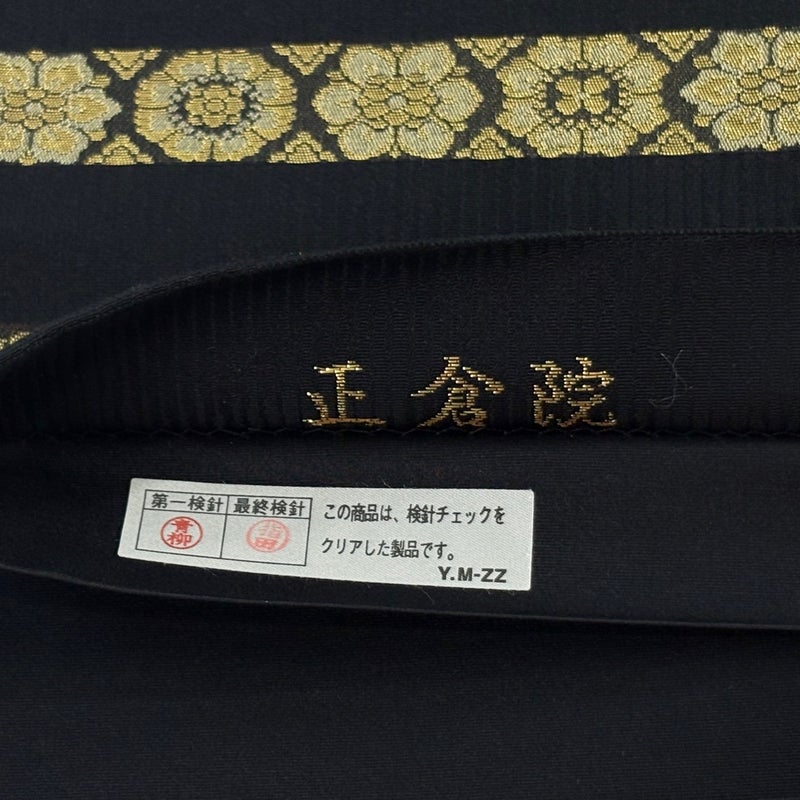 正倉院
第一検針 最終検針
青柳
この商品は、検針チェックを
クリアした製品です。
Y.M-ZZ